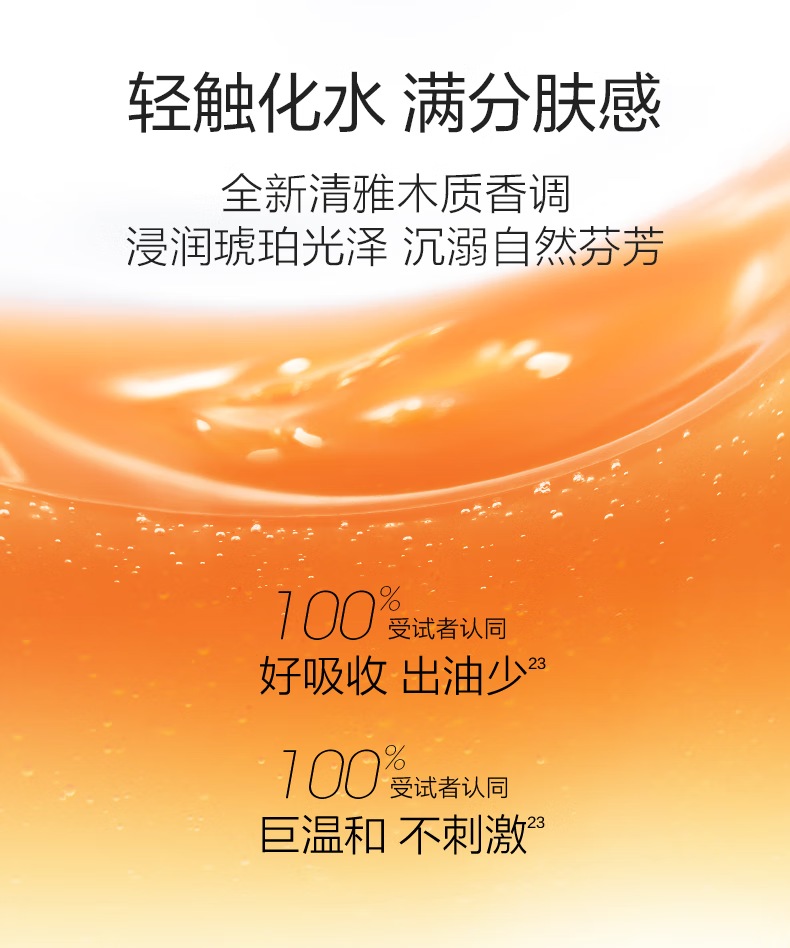 轻触化水 满分肤感
全新清雅木质香调
浸润琥珀光泽 沉溺自然芬芳
100%受试者认同
好吸收 出油少23
100%受试者认同
巨温和 不刺激23